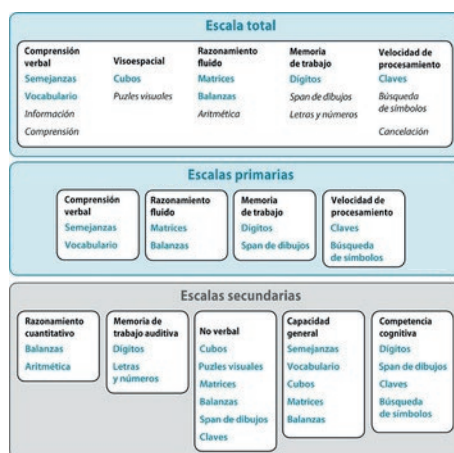 Escala total
Comprensión
verbal
Semejanzas
Vocabulario
Información
Comprensión
Visoespacial
Cubos
Puzles visuales
Razonamiento
fluido
Matrices
Balanzas
Aritmética
Memoria
de trabajo
Dígitos
Span de dibujos
Letras y números
Velocidad de
procesamiento
Claves
Búsqueda
de símbolos
Cancelación
Escalas primarias
Comprensión
verbal
Semejanzas
Vocabulario
Razonamiento
fluido
Matrices
Balanzas
Memoria
de trabajo
Dígitos
Span de dibujos
Velocidad de
procesamiento
Claves
Búsqueda
de símbolos
Escalas secundarias
Razonamiento
cuantitativo
Balanzas
Aritmética
Memoria de
trabajo auditiva
Dígitos
Letras
y números
No verbal
Cubos
Puzles visuales
Matrices
Balanzas
Span de dibujos
Claves
Capacidad
general
Semejanzas
Vocabulario
Cubos
Matrices
Balanzas
Competencia
cognitiva
Dígitos
Span de dibujos
Claves
Búsqueda
de símbolos